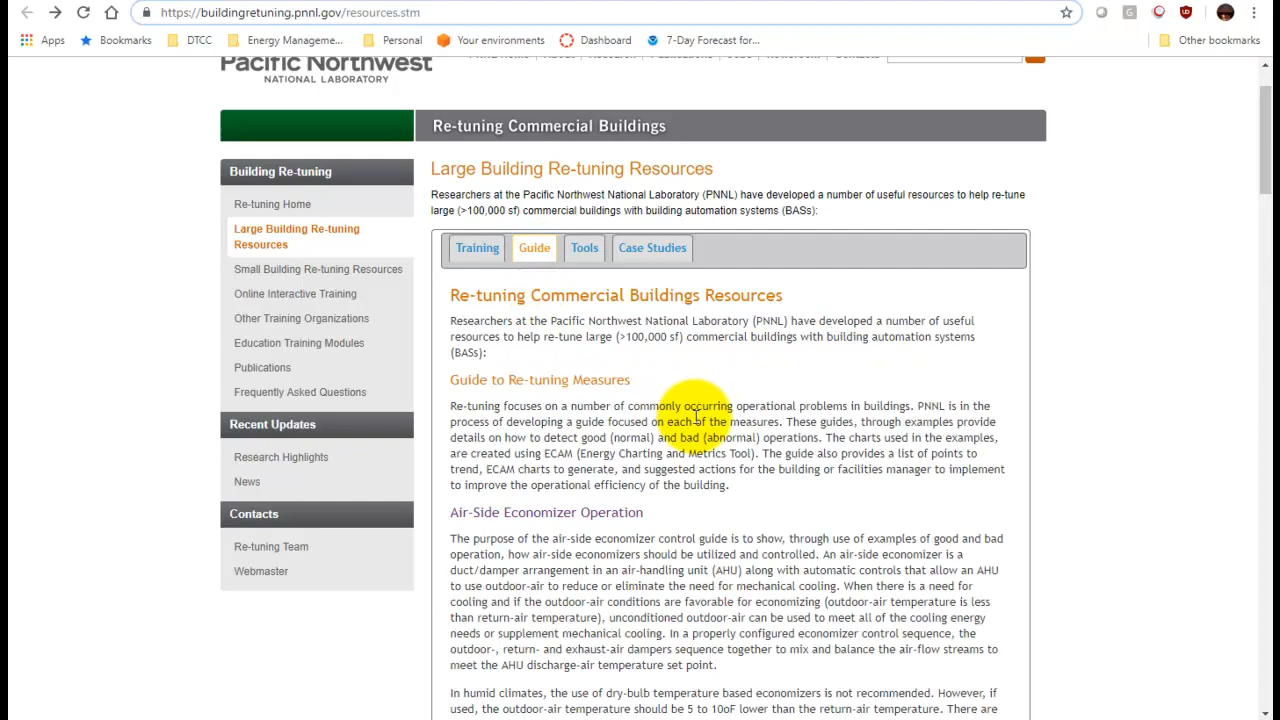 https://buildingretuning.pnnl.gov/resources.stm
Apps Bookmarks DTCC Energy Manageme... Personal Your environments Dashboard 7-Day Forecast for... Other bookmarks
Pacific Northwest
NATIONAL LABORATORY
Re-tuning Commercial Buildings
Building Re-tuning
Re-tuning Home
Large Building Re-tuning
Resources
Small Building Re-tuning Resources
Online Interactive Training
Other Training Organizations
Education Training Modules
Publications
Frequently Asked Questions
Recent Updates
Research Highlights
News
Contacts
Re-tuning Team
Webmaster
Large Building Re-tuning Resources
Researchers at the Pacific Northwest National Laboratory (PNNL) have developed a number of useful resources to help re-tune
large (>100,000 sf) commercial buildings with building automation systems (BASs):
Training Guide Tools Case Studies
Re-tuning Commercial Buildings Resources
Researchers at the Pacific Northwest National Laboratory (PNNL) have developed a number of useful
resources to help re-tune large (>100,000 sf) commercial buildings with building automation systems
(BASs):
Guide to Re-tuning Measures
Re-tuning focuses on a number of commonly occurring operational problems in buildings. PNNL is in the
process of developing a guide focused on each of the measures. These guides, through examples provide
details on how to detect good (normal) and bad (abnormal) operations. The charts used in the examples,
are created using ECAM (Energy Charting and Metrics Tool). The guide also provides a list of points to
trend, ECAM charts to generate, and suggested actions for the building or facilities manager to implement
to improve the operational efficiency of the building.
Air-Side Economizer Operation
The purpose of the air-side economizer control guide is to show, through use of examples of good and bad
operation, how air-side economizers should be utilized and controlled. An air-side economizer is a
duct/damper arrangement in an air-handling unit (AHU) along with automatic controls that allow an AHU
to use outdoor-air to reduce or eliminate the need for mechanical cooling. When there is a need for
cooling and if the outdoor-air conditions are favorable for economizing (outdoor-air temperature is less
than return-air temperature), unconditioned outdoor-air can be used to meet all of the cooling energy
needs or supplement mechanical cooling. In a properly configured economizer control sequence, the
outdoor-, return- and exhaust-air dampers sequence together to mix and balance the air-flow streams to
meet the AHU discharge-air temperature set point.
In humid climates, the use of dry-bulb temperature based economizers is not recommended. However, if
used, the outdoor-air temperature should be 5 to 10oF lower than the return-air temperature. There are